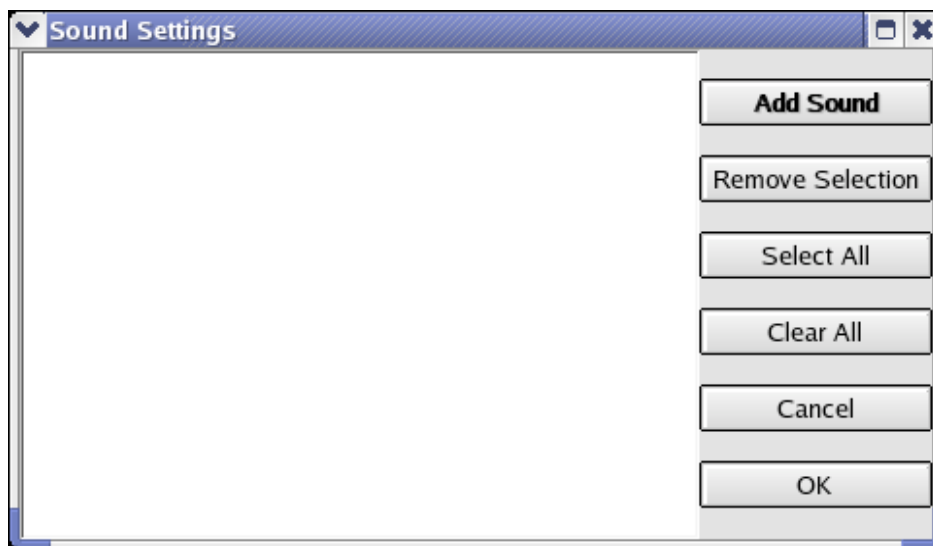 Sound Settings
Add Sound
Remove Selection
Select All
Clear All
Cancel
OK